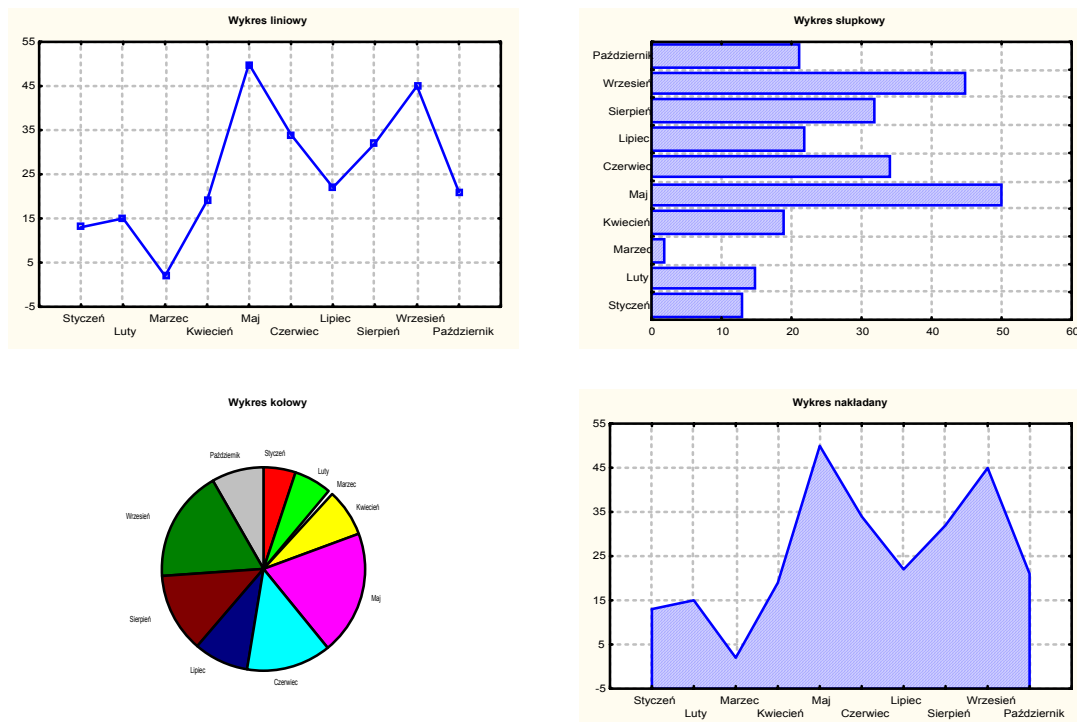 Wykres liniowy
55
45
35
25
15
5
-5
Styczeń Marzec Maj Lipiec Wrzesień
Luty Kwiecień Czerwiec Sierpień Październik
Wykres słupkowy
Październik
Wrzesień
Sierpień
Lipiec
Czerwiec
Maj
Kwiecień
Marzec
Luty
Styczeń
0 10 20 30 40 50 60
Wykres kołowy
Październik Styczeń
Luty
Marzec
Kwiecień
Wrzesień
Maj
Sierpień
Lipiec
Czerwiec
Wykres nakładany
55
45
35
25
15
5
-5
Styczeń Marzec Maj Lipiec Wrzesień
Luty Kwiecień Czerwiec Sierpień Październik